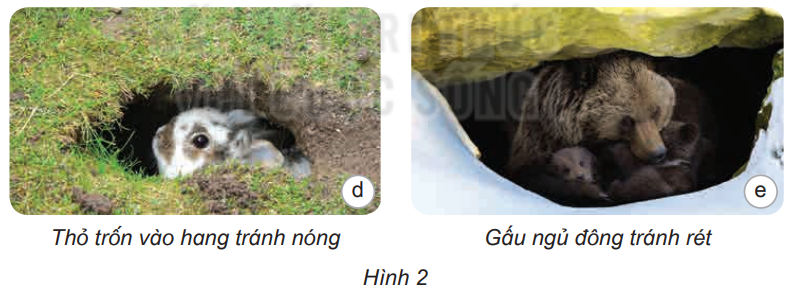 d
e
Thỏ trốn vào hang tránh nóng
Gấu ngủ đông tránh rét
Hình 2